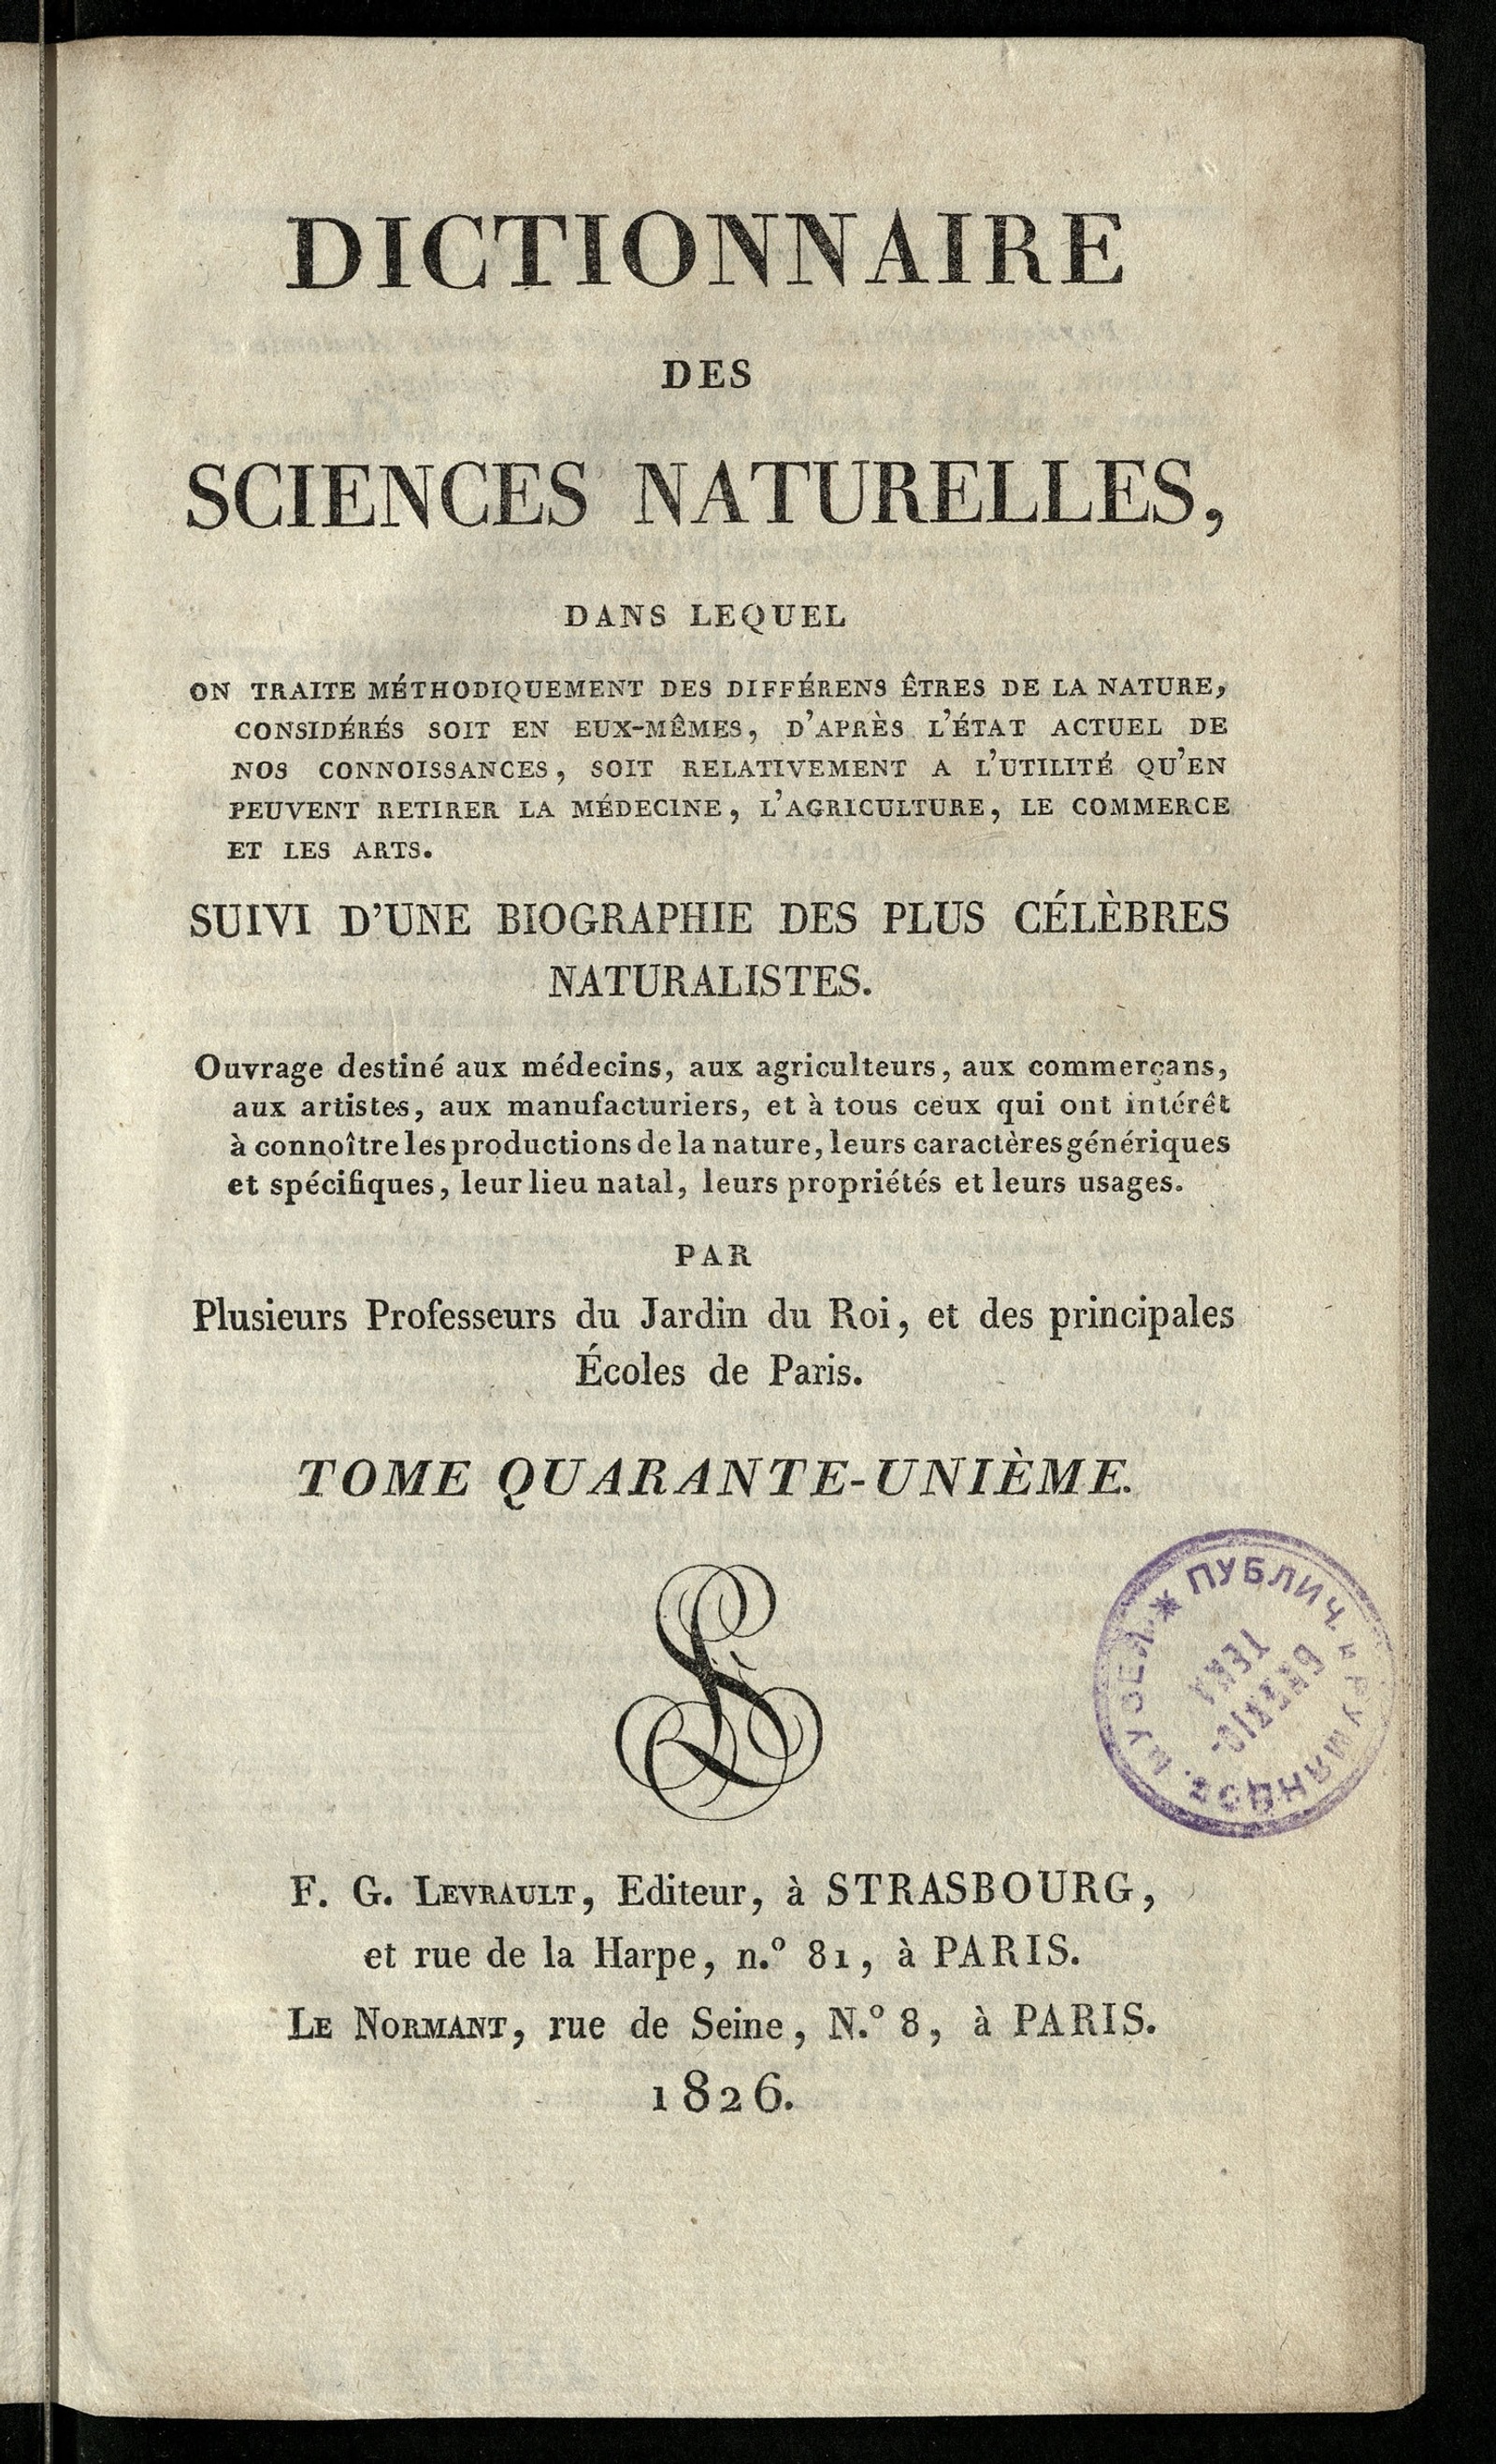 DICTIONNAIRE
DES
SCIENCES NATURELLES,
DANS LEQUEL
ON TRAITE MÉTHODIQUEMENT DES DIFFÉRENS ÊTRES DE LA NATURE,
CONSIDÉRÉS SOIT EN EUX-MÊMES, D'APRÈS L'ÉTAT ACTUEL DE
NOS CONNOISSANCES, SOIT RELATIVEMENT A L'UTILITÉ QU'EN
PEUVENT RETIRER LA MÉDECINE, L'AGRICULTURE, LE COMMERCE
ET LES ARTS.
SUIVI D'UNE BIOGRAPHIE DES PLUS CÉLÈBRES
NATURALISTES.
Ouvrage destiné aux médecins, aux agriculteurs, aux commerçans,
aux artistes, aux manufacturiers, et à tous ceux qui ont intérêt
à connoître les productions de la nature, leurs caractères génériques
et spécifiques, leur lieu natal, leurs propriétés et leurs usages.
PAR
Plusieurs Professeurs du Jardin du Roi, et des principales
Écoles de Paris.
TOME QUARANTE-UNIÈME.
ПУБЛИЧ. И РУМЯНЦОВ. МУЗЕИ
F. G. LEVRAULT, Editeur, à STRASBOURG,
et rue de la Harpe, n.º 81, à PARIS.
LE NORMANT, rue de Seine, N.º 8, à PARIS.
1826.